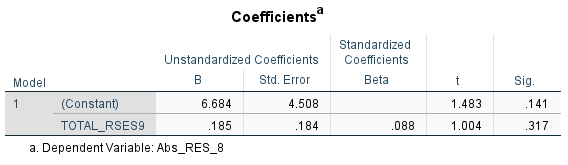 Coefficientsa
Unstandardized Coefficients Standardized Coefficients
Model B Std. Error Beta t Sig.
1 (Constant) 6.684 4.508 1.483 .141
TOTAL_RSES9 .185 .184 .088 1.004 .317
a. Dependent Variable: Abs_RES_8